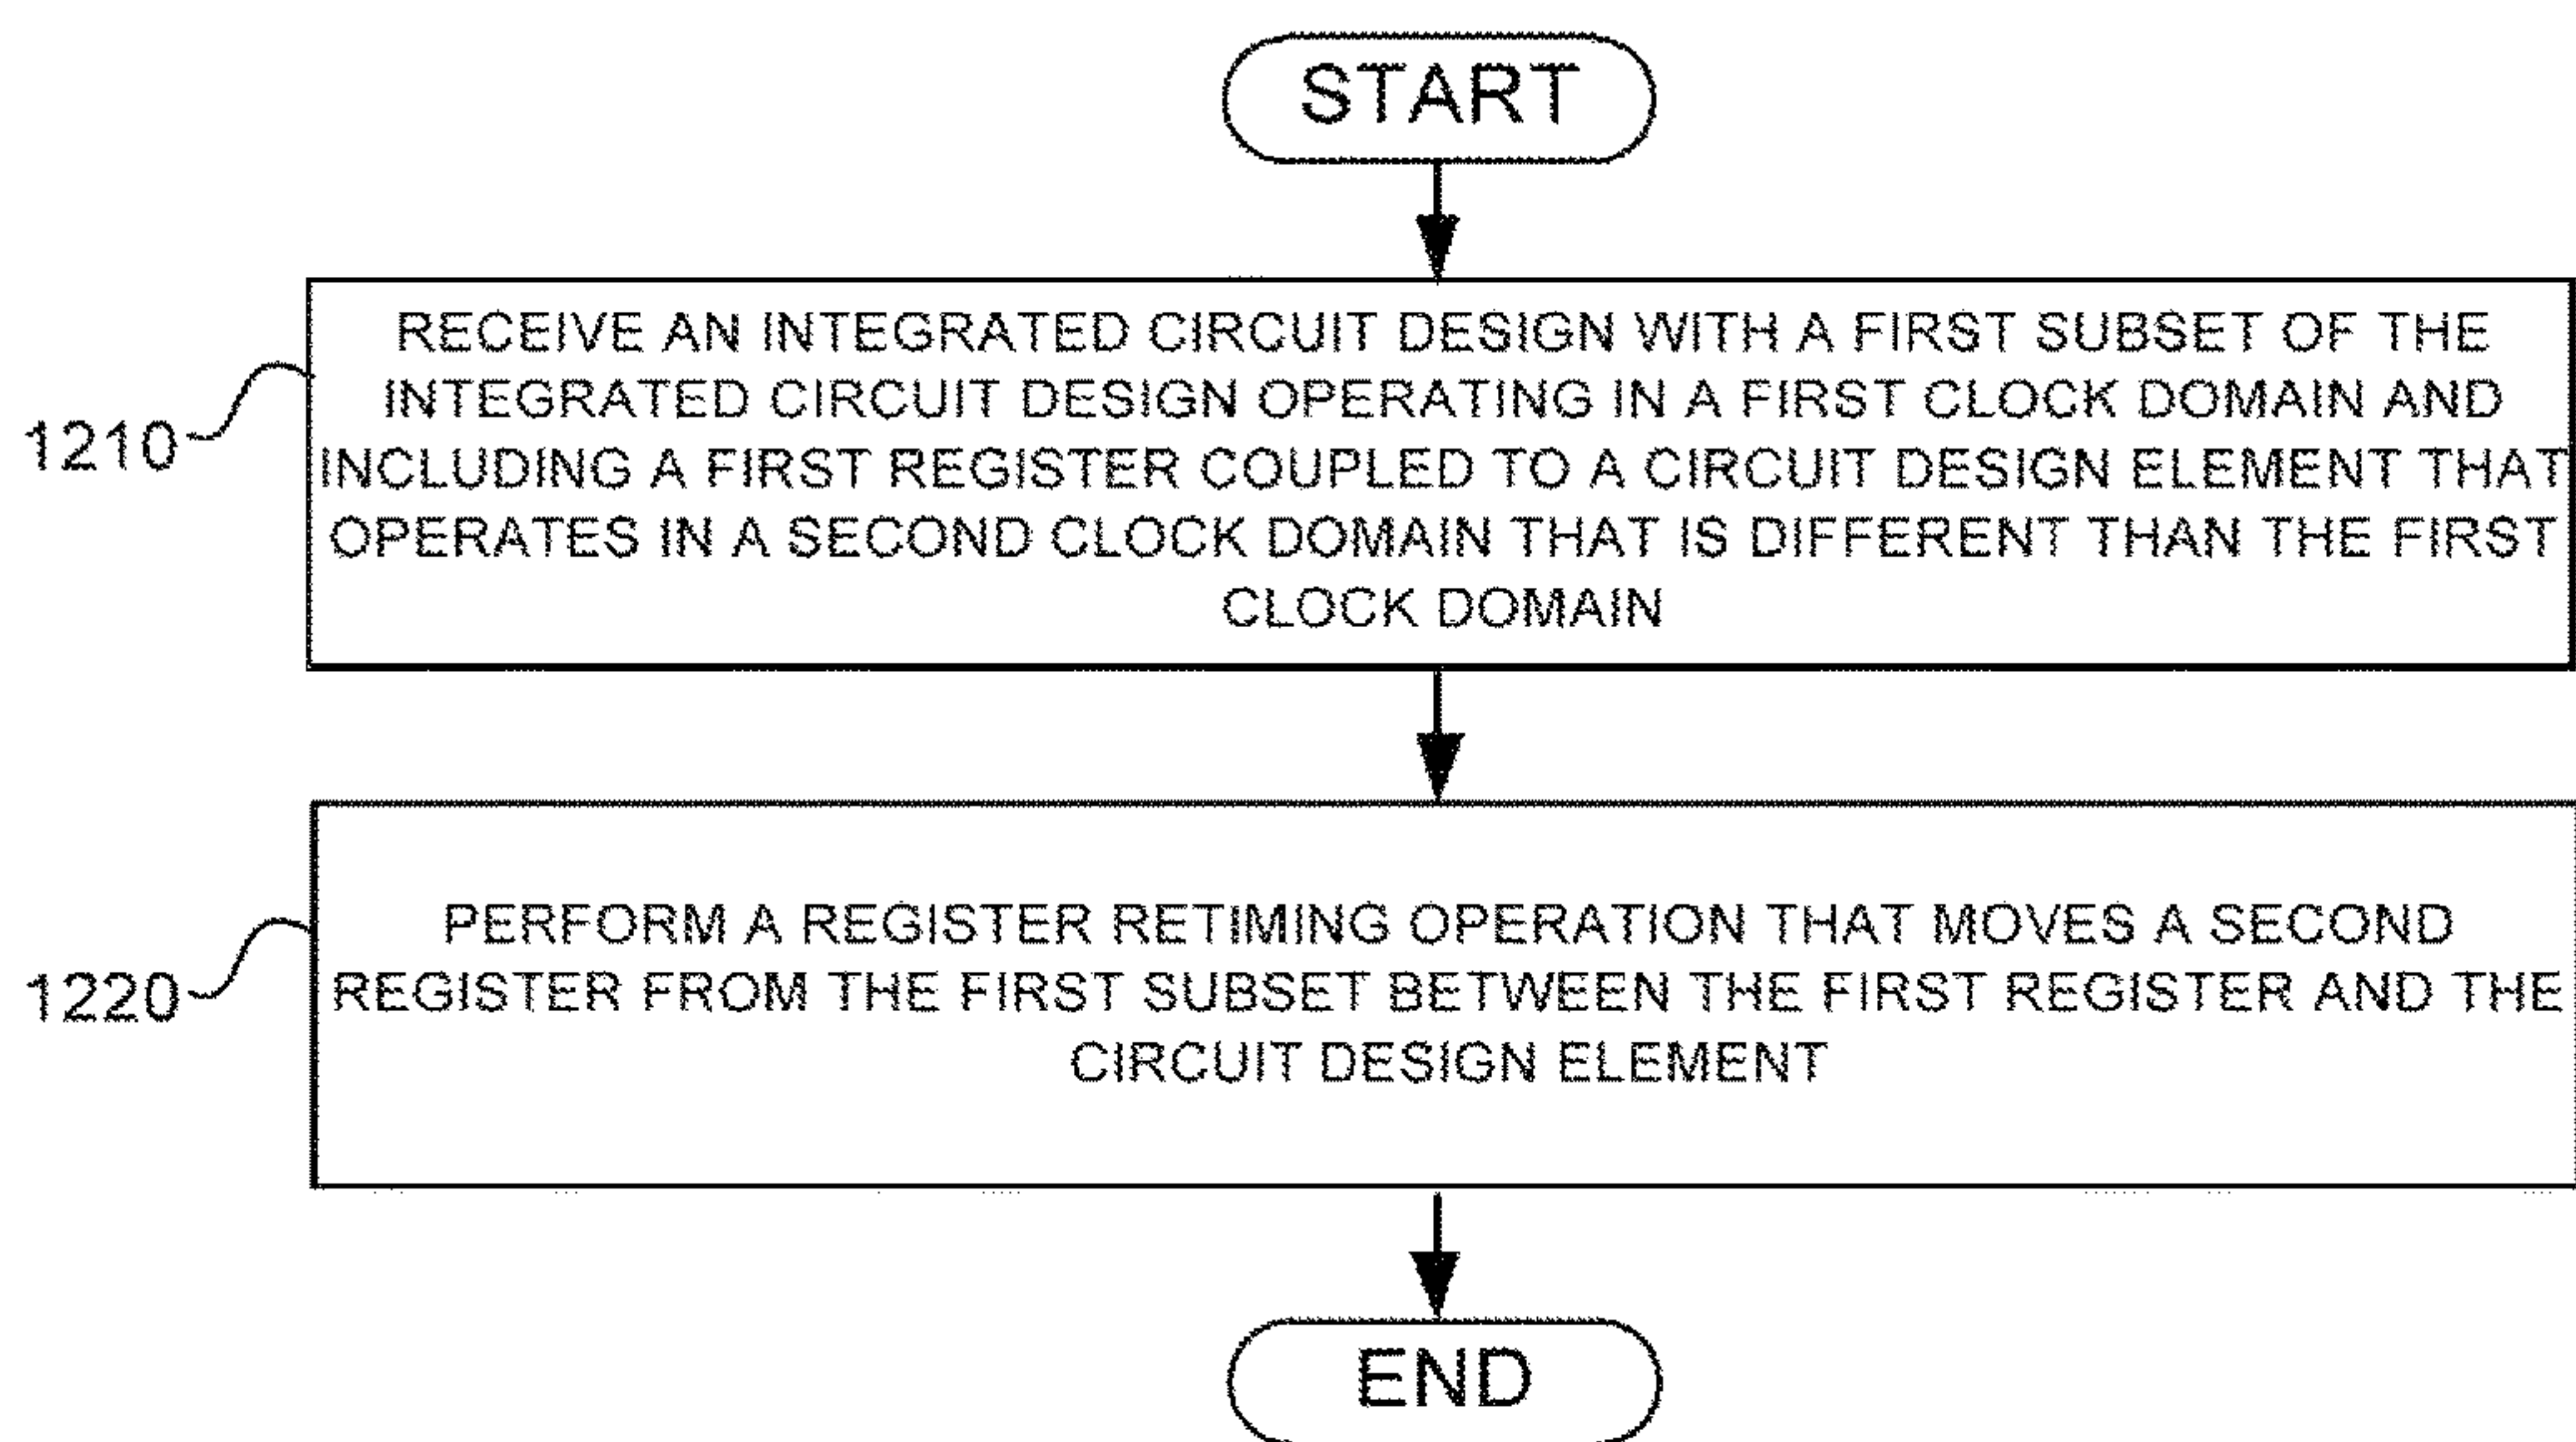 START
RECEIVE AN INTEGRATED CIRCUIT DESIGN WITH A FIRST SUBSET OF THE
INTEGRATED CIRCUIT DESIGN OPERATING IN A FIRST CLOCK DOMAIN AND
INCLUDING A FIRST REGISTER COUPLED TO A CIRCUIT DESIGN ELEMENT THAT
OPERATES IN A SECOND CLOCK DOMAIN THAT IS DIFFERENT THAN THE FIRST
CLOCK DOMAIN
1210
PERFORM A REGISTER RETIMING OPERATION THAT MOVES A SECOND
REGISTER FROM THE FIRST SUBSET BETWEEN THE FIRST REGISTER AND THE
CIRCUIT DESIGN ELEMENT
1220
END